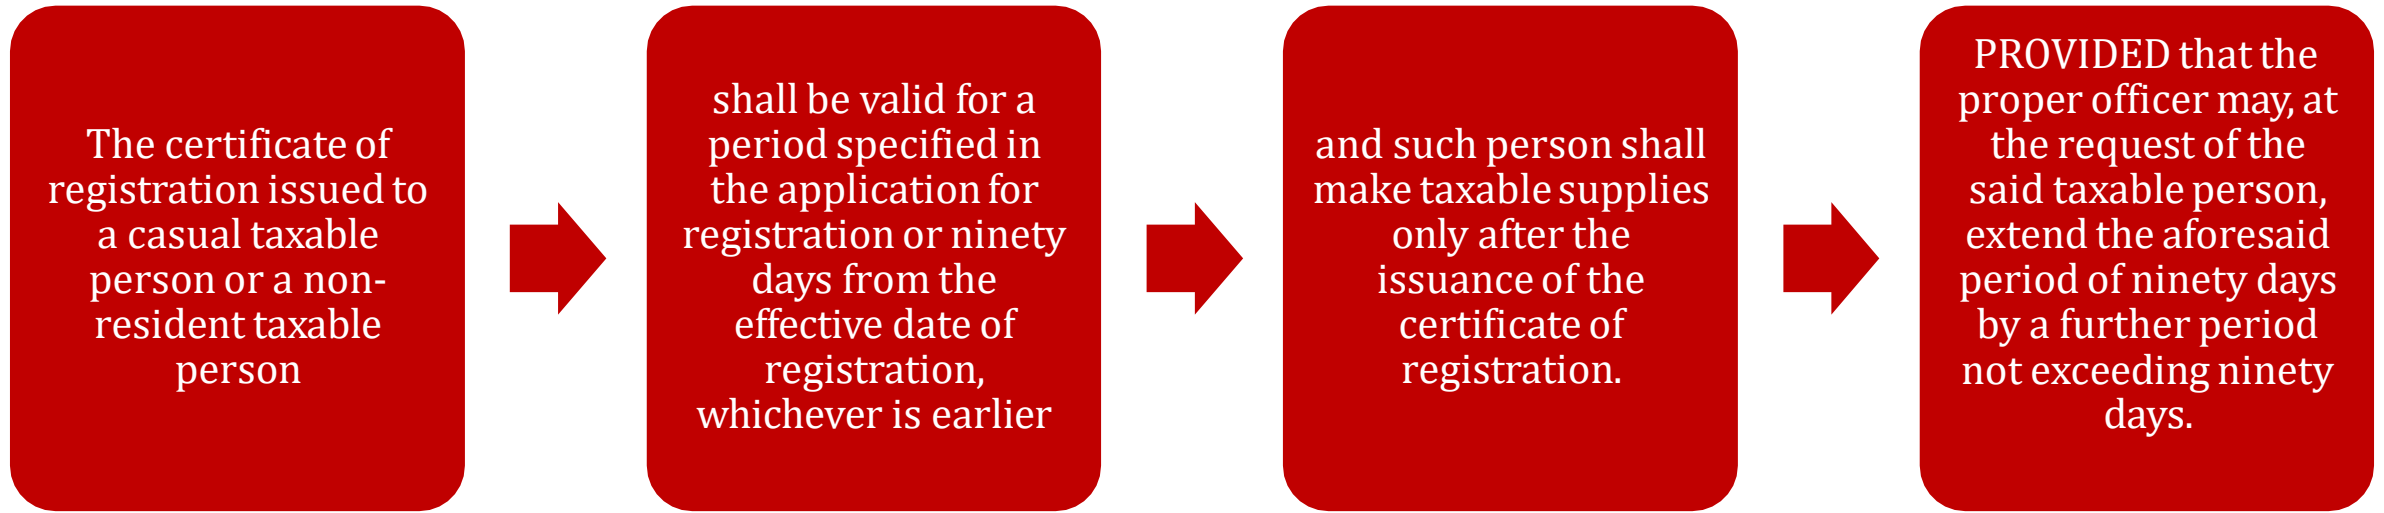 The certificate of
registration issued to
a casual taxable
person or a non-
resident taxable
person
shall be valid for a
period specified in
the application for
registration or ninety
days from the
effective date of
registration,
whichever is earlier
and such person shall
make taxable supplies
only after the
issuance of the
certificate of
registration.
PROVIDED that the
proper officer may, at
the request of the
said taxable person,
extend the aforesaid
period of ninety days
by a further period
not exceeding ninety
days.